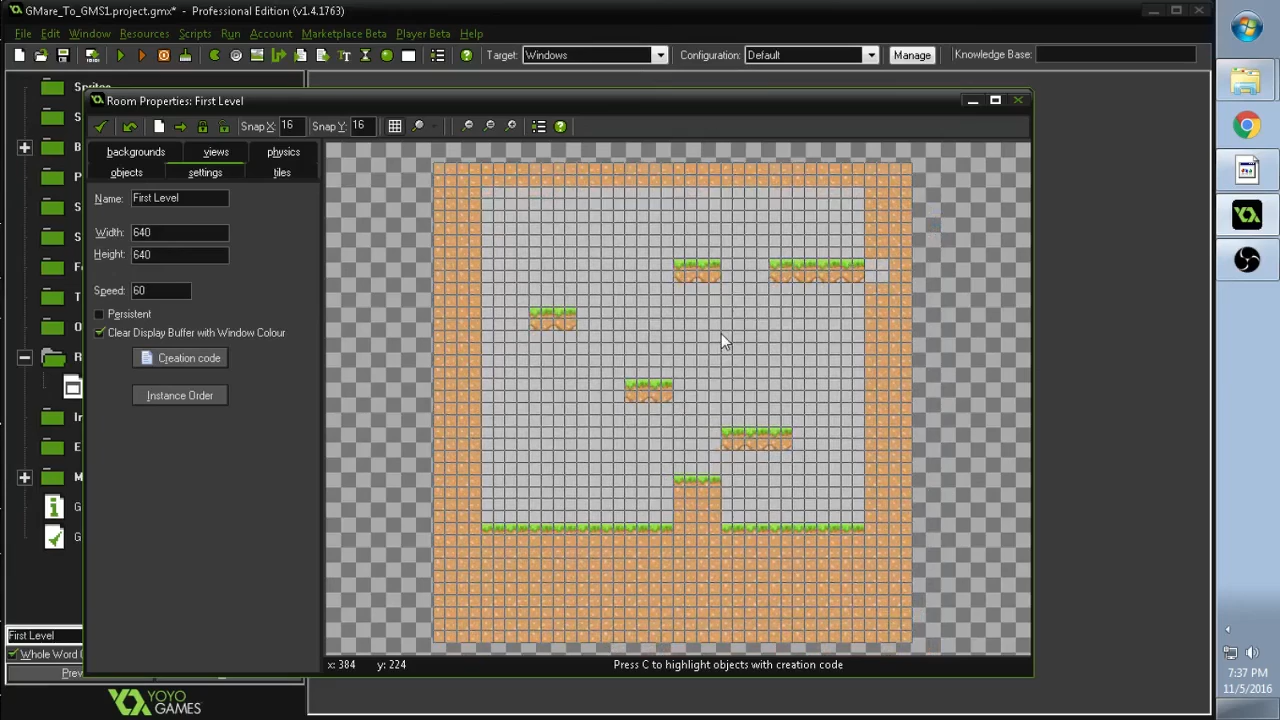 GMare_To_GMS1.project.gmx* - Professional Edition (v1.4.1763)
File Edit Window Resources Scripts Run Account Marketplace Beta Player Beta Help
Target: Windows Configuration: Default Manage Knowledge Base:
Room Properties: First Level
Snap X: 16 Snap Y: 16
backgrounds views physics
objects settings tiles
Name: First Level
Width: 640
Height: 640
Speed: 60
Persistent
Clear Display Buffer with Window Colour
Creation code
Instance Order
First Level
Whole Word
x: 384 y: 224 Press C to highlight objects with creation code
YOYO
GAMES
7:37 PM
11/5/2016